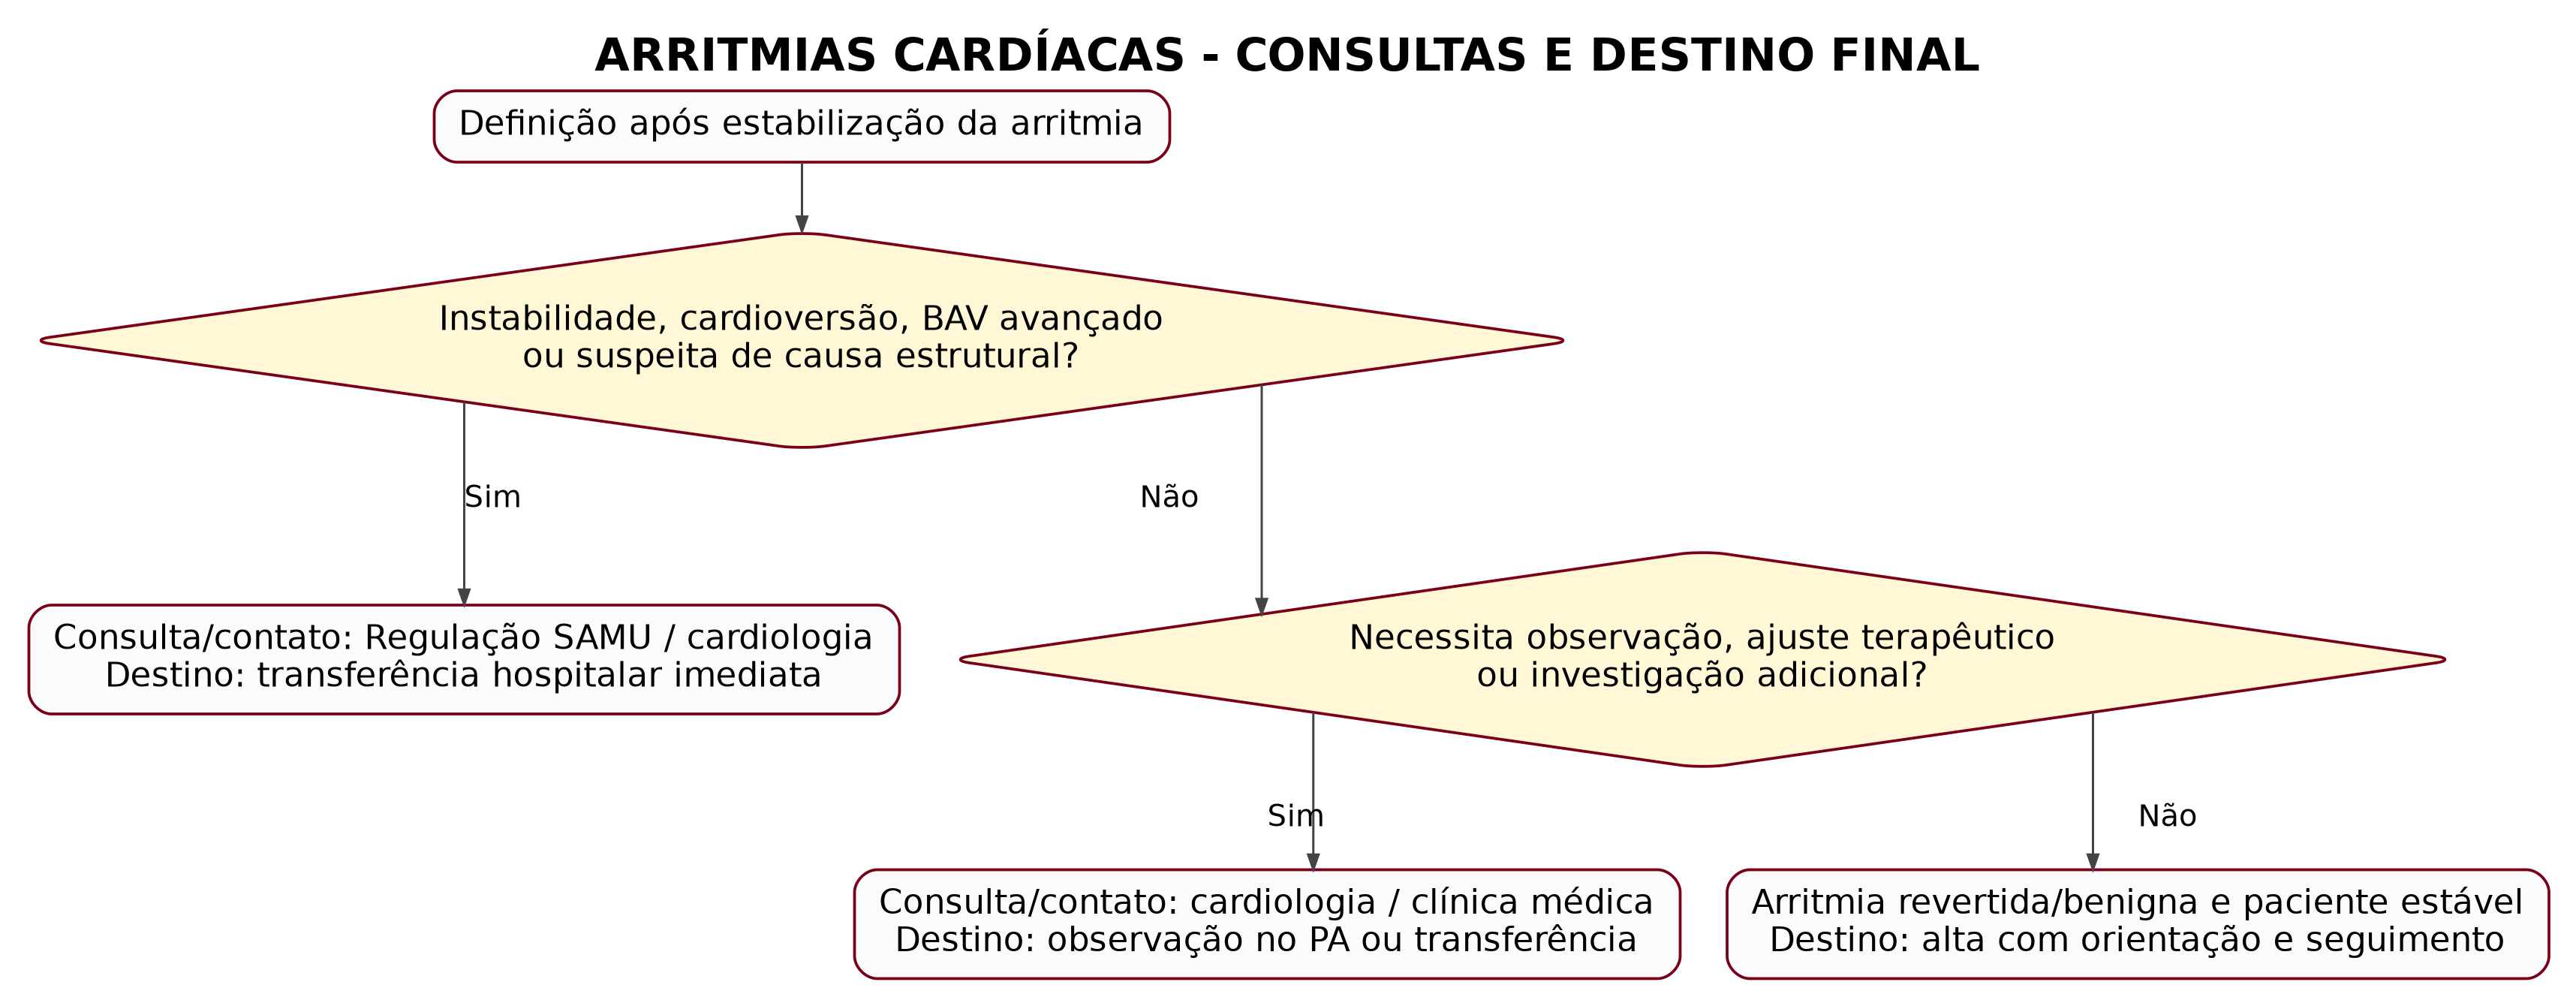 ARRITMIAS CARDÍACAS - CONSULTAS E DESTINO FINAL
Definição após estabilização da arritmia
Instabilidade, cardioversão, BAV avançado
ou suspeita de causa estrutural?
Sim
Não
Consulta/contato: Regulação SAMU / cardiologia
Destino: transferência hospitalar imediata
Necessita observação, ajuste terapêutico
ou investigação adicional?
Sim
Não
Consulta/contato: cardiologia / clínica médica
Destino: observação no PA ou transferência
Arritmia revertida/benigna e paciente estável
Destino: alta com orientação e seguimento